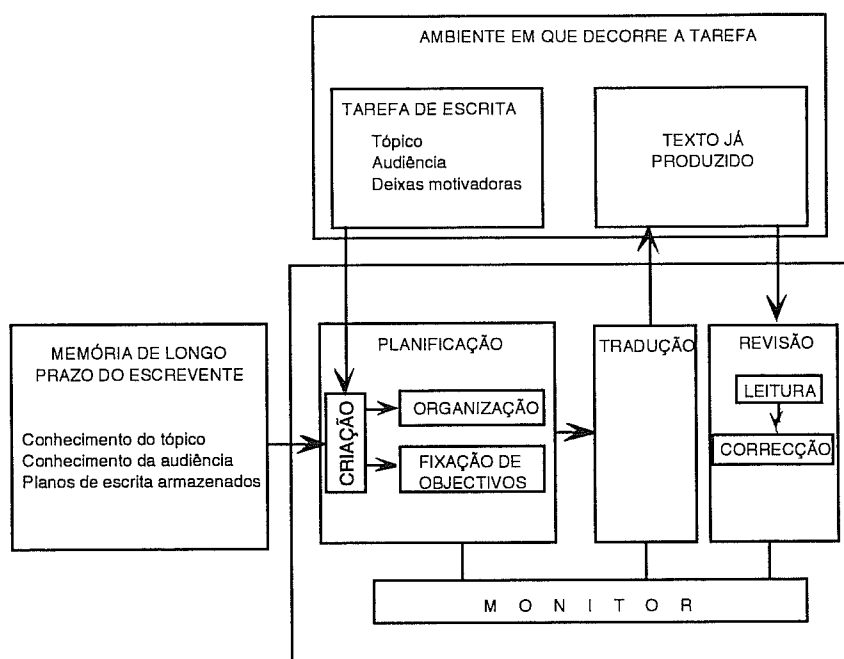 AMBIENTE EM QUE DECORRE A TAREFA
TAREFA DE ESCRITA
Tópico
Audiência
Deixas motivadoras
TEXTO JÁ
PRODUZIDO
MEMÓRIA DE LONGO
PRAZO DO ESCREVENTE
Conhecimento do tópico
Conhecimento da audiência
Planos de escrita armazenados
PLANIFICAÇÃO
CRIAÇÃO
ORGANIZAÇÃO
FIXAÇÃO DE
OBJECTIVOS
TRADUÇÃO
REVISÃO
LEITURA
CORRECÇÃO
M O N I T O R